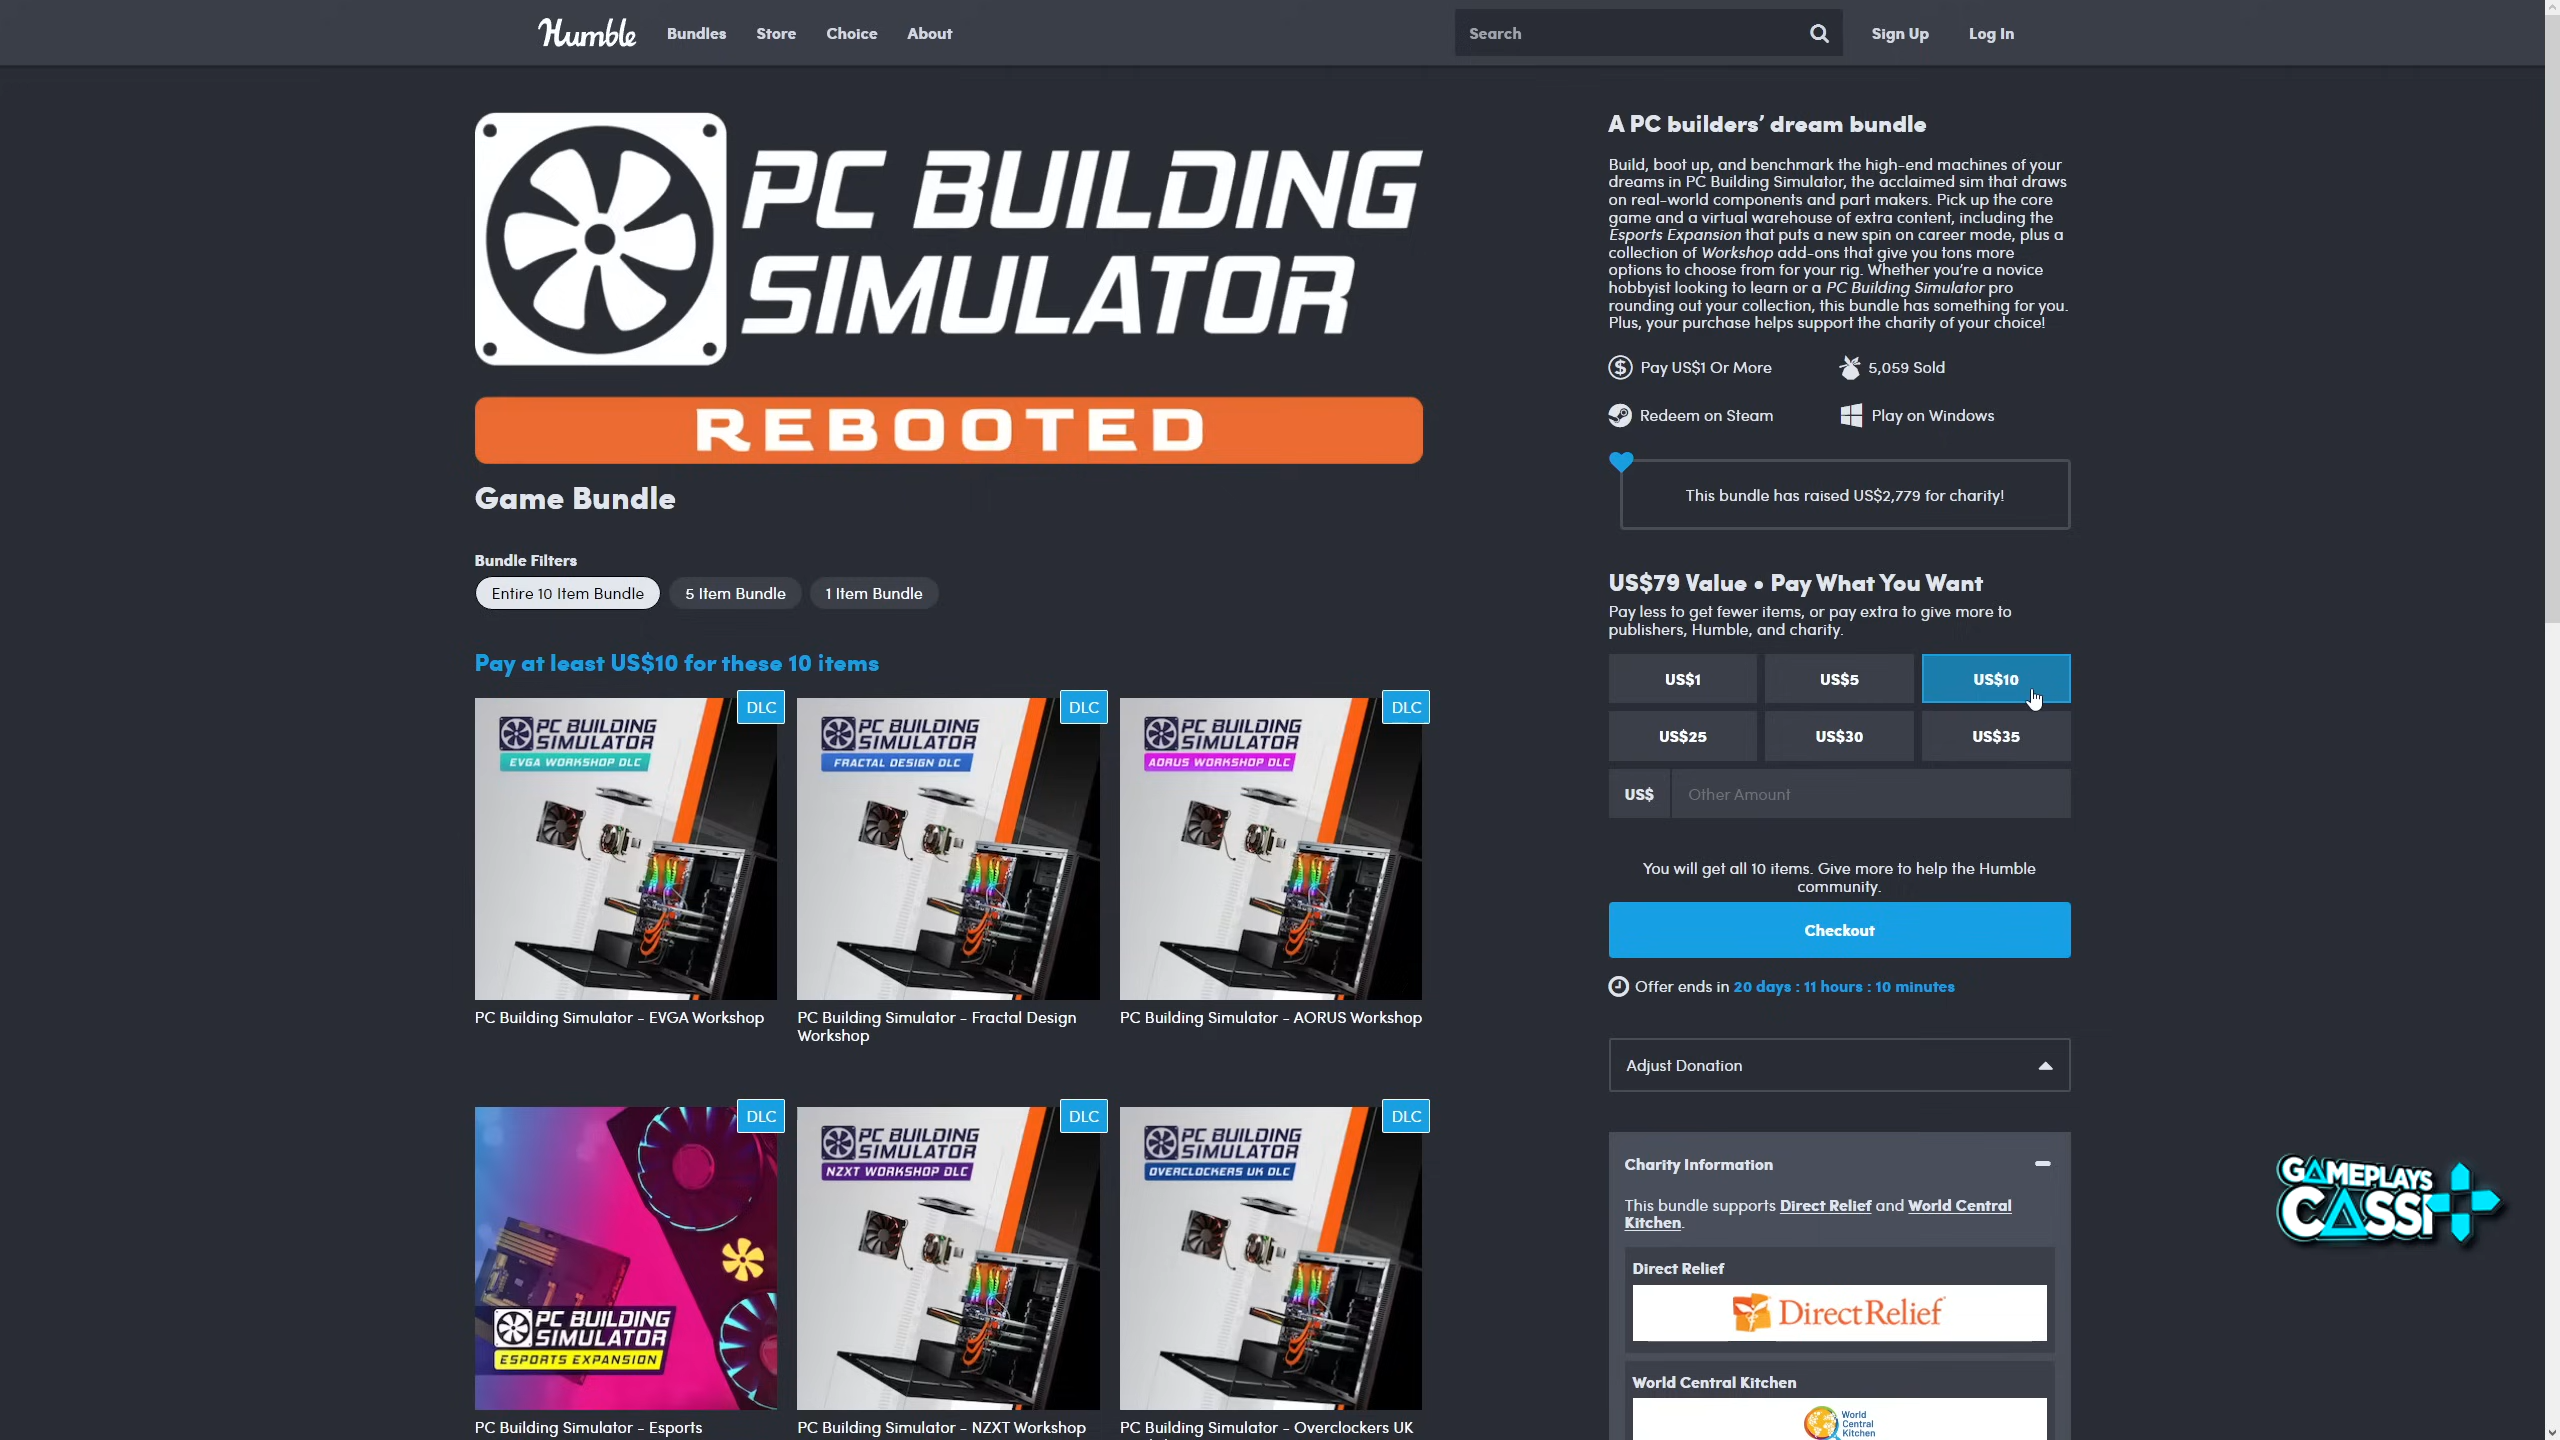 Humble
Bundles
Store
Choice
About
Search
Sign Up
Log In
PC BUILDING
SIMULATOR
REBOOTED
Game Bundle
Bundle Filters
Entire 10 Item Bundle
5 Item Bundle
1 Item Bundle
Pay at least US$10 for these 10 items
DLC
PC BUILDING
SIMULATOR
EVGA WORKSHOP DLC
PC Building Simulator - EVGA Workshop
DLC
PC BUILDING
SIMULATOR
FRACTAL DESIGN DLC
PC Building Simulator - Fractal Design
Workshop
DLC
PC BUILDING
SIMULATOR
AORUS WORKSHOP DLC
PC Building Simulator - AORUS Workshop
DLC
PC BUILDING
SIMULATOR
ESPORTS EXPANSION
PC Building Simulator - Esports
DLC
PC BUILDING
SIMULATOR
NZXT WORKSHOP DLC
PC Building Simulator - NZXT Workshop
DLC
PC BUILDING
SIMULATOR
OVERCLOCKERS UK DLC
PC Building Simulator - Overclockers UK
A PC builders’ dream bundle
Build, boot up, and benchmark the high-end machines of your
dreams in PC Building Simulator, the acclaimed sim that draws
on real-world components and part makers. Pick up the core
game and a virtual warehouse of extra content, including the
Esports Expansion that puts a new spin on career mode, plus a
collection of Workshop add-ons that give you tons more
options to choose from for your rig. Whether you’re a novice
hobbyist looking to learn or a PC Building Simulator pro
rounding out your collection, this bundle has something for you.
Plus, your purchase helps support the charity of your choice!
Pay US$1 Or More
5,059 Sold
Redeem on Steam
Play on Windows
This bundle has raised US$2,779 for charity!
US$79 Value • Pay What You Want
Pay less to get fewer items, or pay extra to give more to
publishers, Humble, and charity.
US$1
US$5
US$10
US$25
US$30
US$35
US$
Other Amount
You will get all 10 items. Give more to help the Humble
community.
Checkout
Offer ends in 20 days : 11 hours : 10 minutes
Adjust Donation
Charity Information
This bundle supports Direct Relief and World Central
Kitchen.
Direct Relief
DirectRelief
World Central Kitchen
World
Central
Kitchen
GAMEPLAYS
CASSI